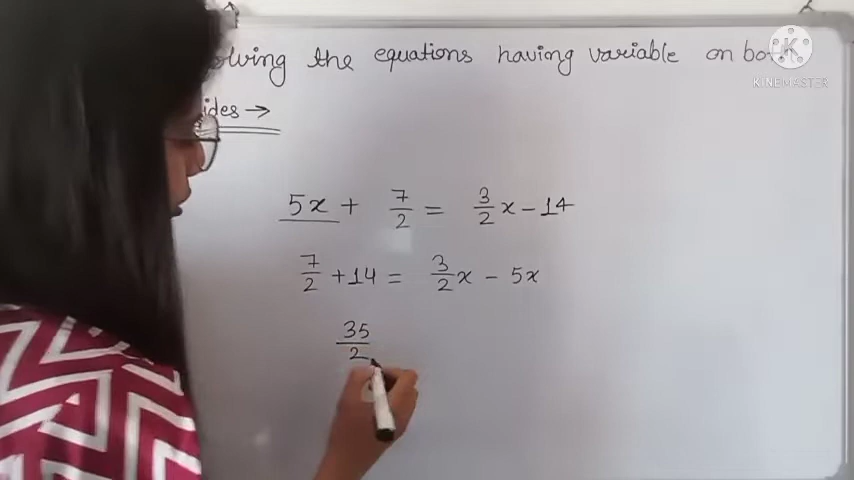 olving the equations having variable on bot
ides →
5x + 7/2 = 3/2 x - 14
7/2 + 14 = 3/2 x - 5x
35/2
K
KINEMASTER